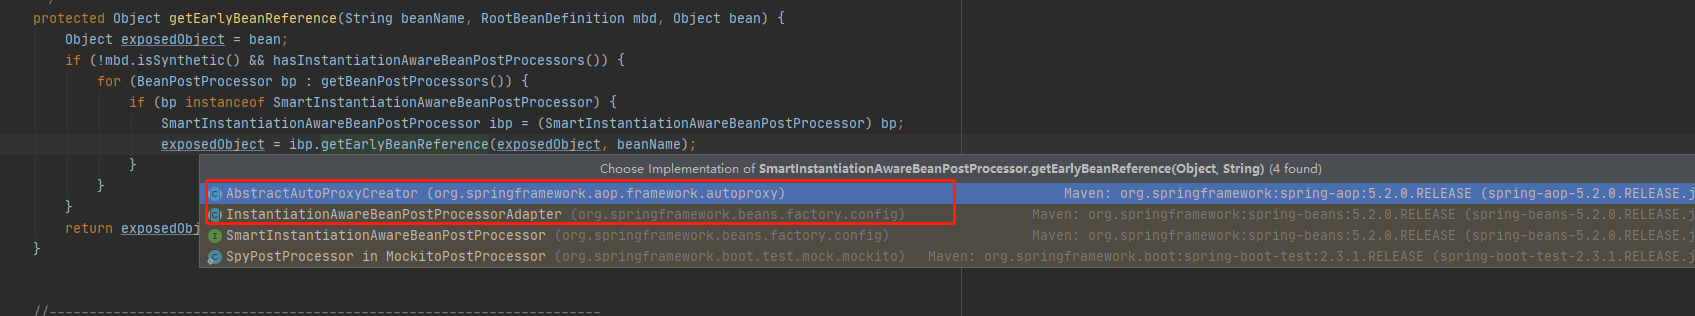 protected Object getEarlyBeanReference(String beanName, RootBeanDefinition mbd, Object bean) {
Object exposedObject = bean;
if (!mbd.isSynthetic() && hasInstantiationAwareBeanPostProcessors()) {
for (BeanPostProcessor bp : getBeanPostProcessors()) {
if (bp instanceof SmartInstantiationAwareBeanPostProcessor) {
SmartInstantiationAwareBeanPostProcessor ibp = (SmartInstantiationAwareBeanPostProcessor) bp;
exposedObject = ibp.getEarlyBeanReference(exposedObject, beanName);
}
Choose Implementation of SmartInstantiationAwareBeanPostProcessor.getEarlyBeanReference(Object, String) (4 found)
}
AbstractAutoProxyCreator (org.springframework.aop.framework.autoproxy) Maven: org.springframework:spring-aop:5.2.0.RELEASE (spring-aop-5.2.0.RELEASE.j
}
InstantiationAwareBeanPostProcessorAdapter (org.springframework.beans.factory.config) Maven: org.springframework:spring-beans:5.2.0.RELEASE (spring-beans-5.2.0.RELEASE.j
return exposedObj
SmartInstantiationAwareBeanPostProcessor (org.springframework.beans.factory.config) Maven: org.springframework:spring-beans:5.2.0.RELEASE (spring-beans-5.2.0.RELEASE.j
}
SpyPostProcessor in MockitoPostProcessor (org.springframework.boot.test.mock.mockito) Maven: org.springframework.boot:spring-boot-test:2.3.1.RELEASE (spring-boot-test-2.3.1.RELEASE.j
//---------------------------------------------------------------------